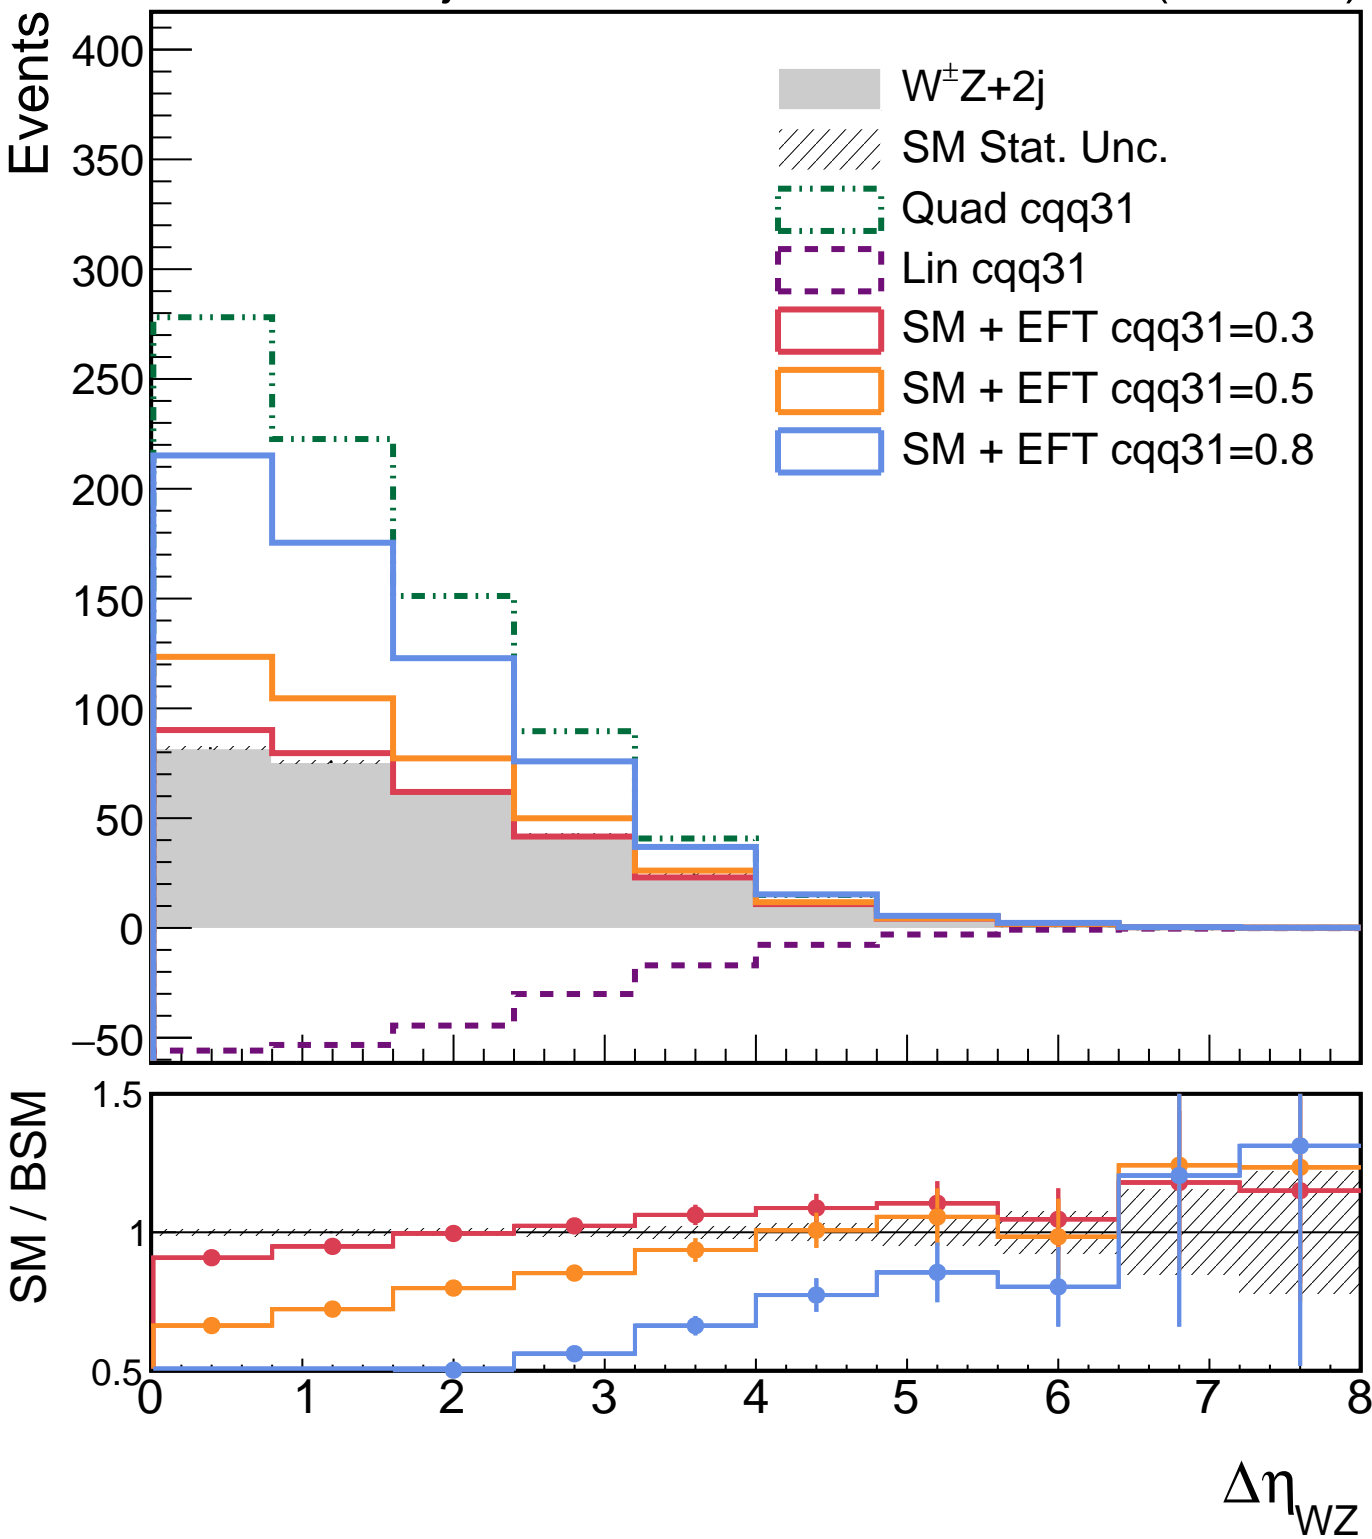 Events
400
350
300
250
200
150
100
50
0
−50
W±Z+2j
SM Stat. Unc.
Quad cqq31
Lin cqq31
SM + EFT cqq31=0.3
SM + EFT cqq31=0.5
SM + EFT cqq31=0.8
SM / BSM
1.5
1
0.5
0 1 2 3 4 5 6 7 8
Δη_WZ